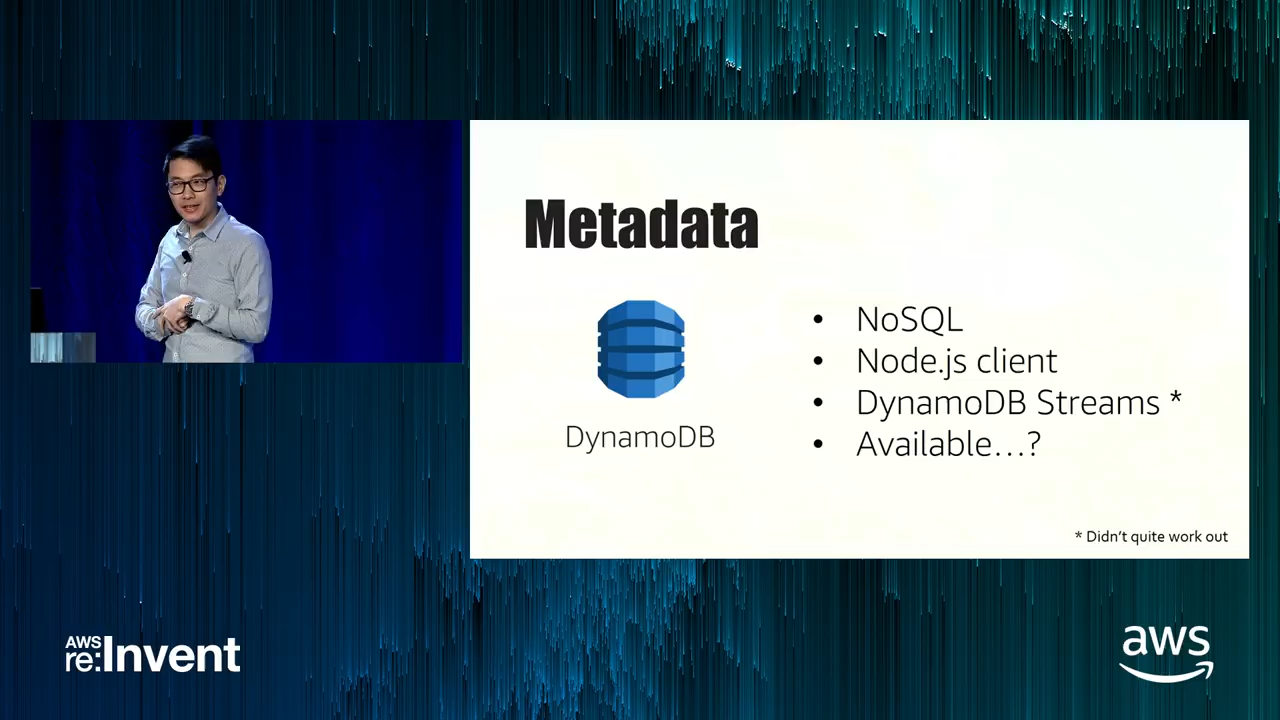 Metadata
DynamoDB
• NoSQL
• Node.js client
• DynamoDB Streams *
• Available...?
* Didn't quite work out
AWS
re:Invent
aws